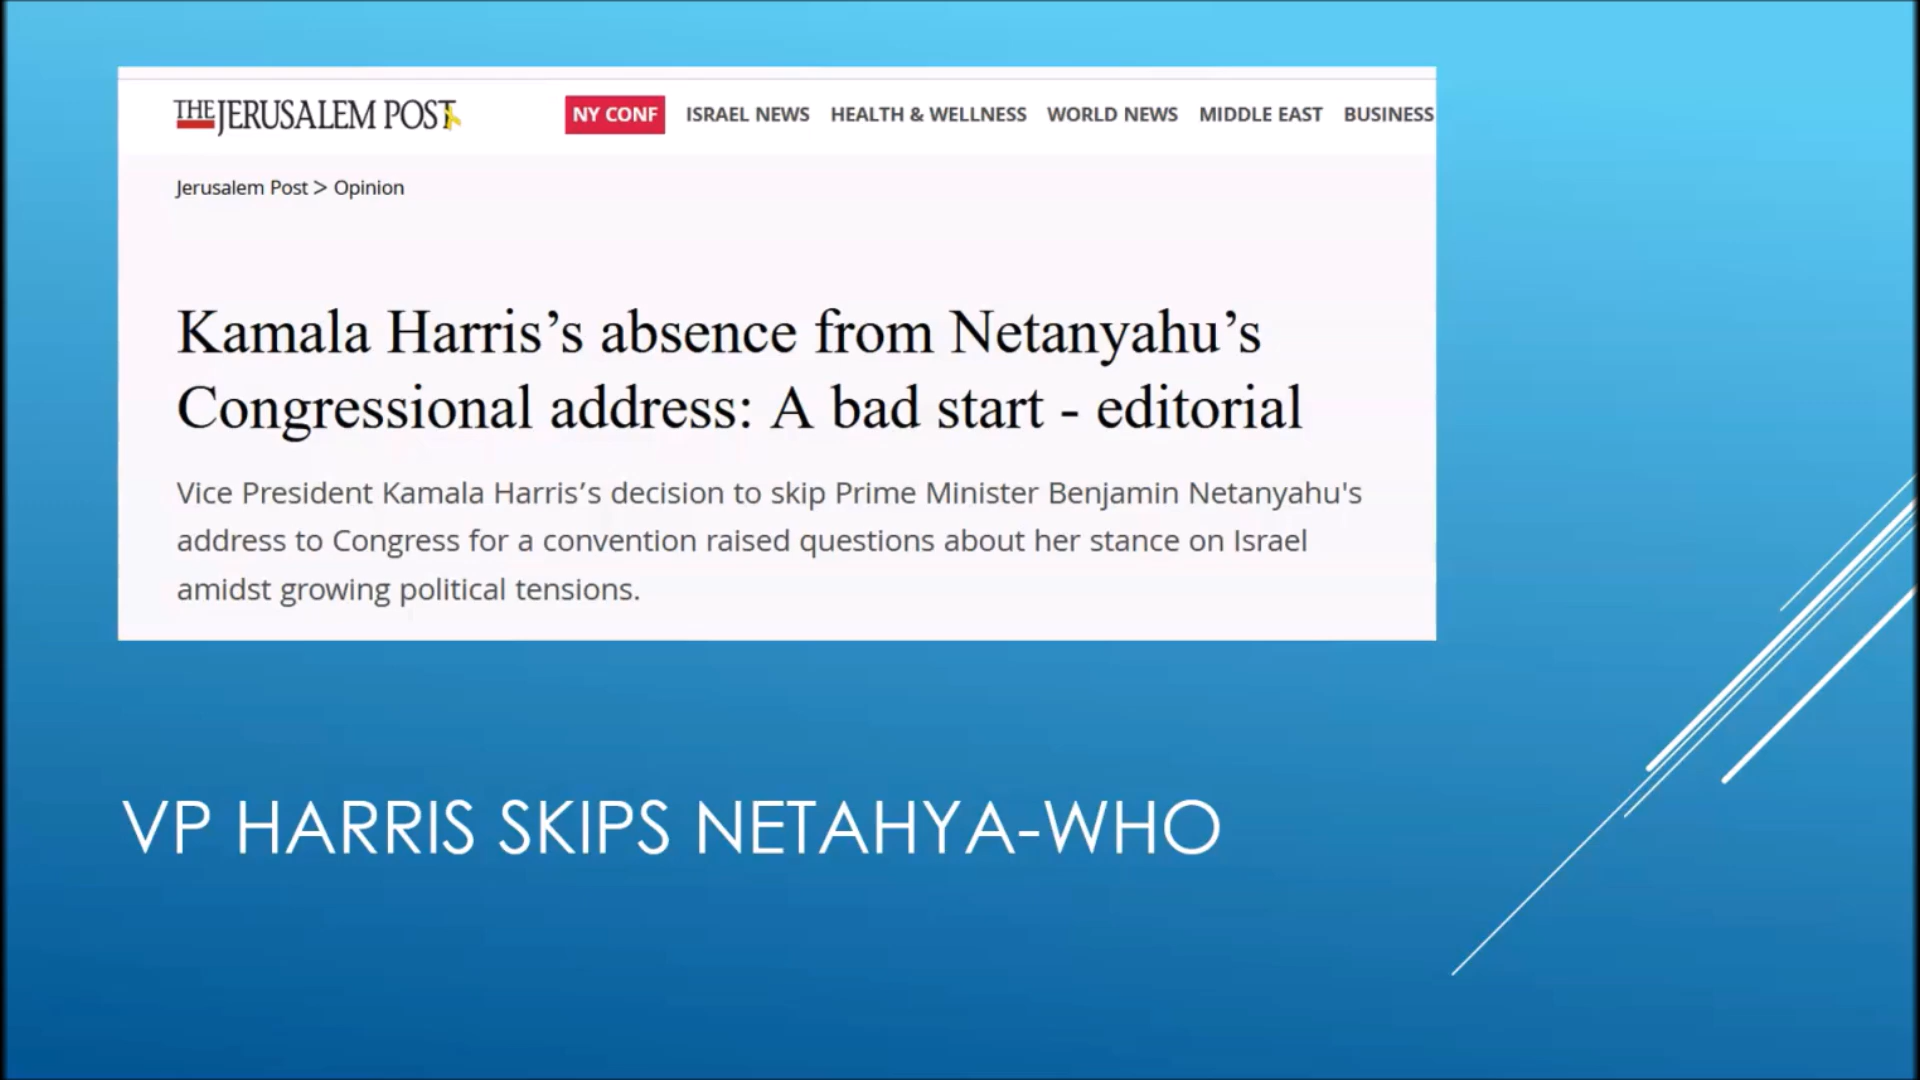 THE JERUSALEM POST
NY CONF ISRAEL NEWS HEALTH & WELLNESS WORLD NEWS MIDDLE EAST BUSINESS
Jerusalem Post > Opinion
Kamala Harris’s absence from Netanyahu’s
Congressional address: A bad start - editorial
Vice President Kamala Harris’s decision to skip Prime Minister Benjamin Netanyahu's
address to Congress for a convention raised questions about her stance on Israel
amidst growing political tensions.
VP HARRIS SKIPS NETAHYA-WHO